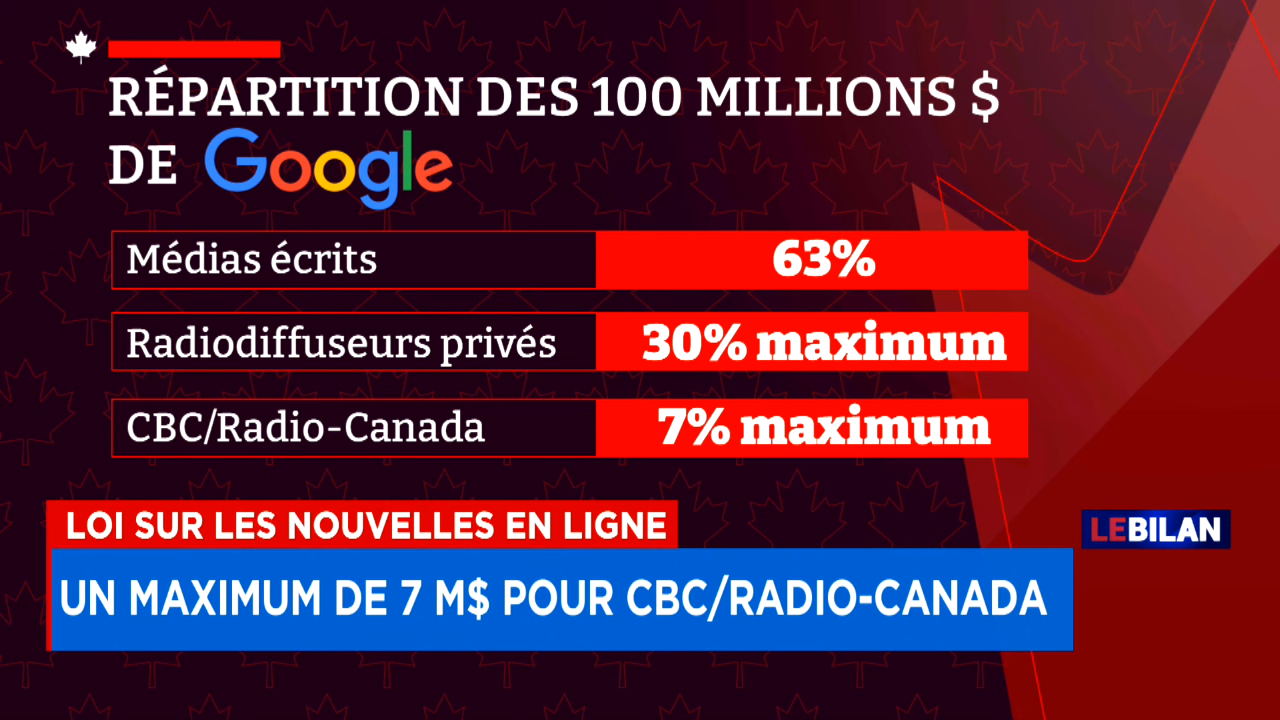 RÉPARTITION DES 100 MILLIONS $
DE Google
Médias écrits 63%
Radiodiffuseurs privés 30% maximum
CBC/Radio-Canada 7% maximum
LOI SUR LES NOUVELLES EN LIGNE
LEBILAN
UN MAXIMUM DE 7 M$ POUR CBC/RADIO-CANADA